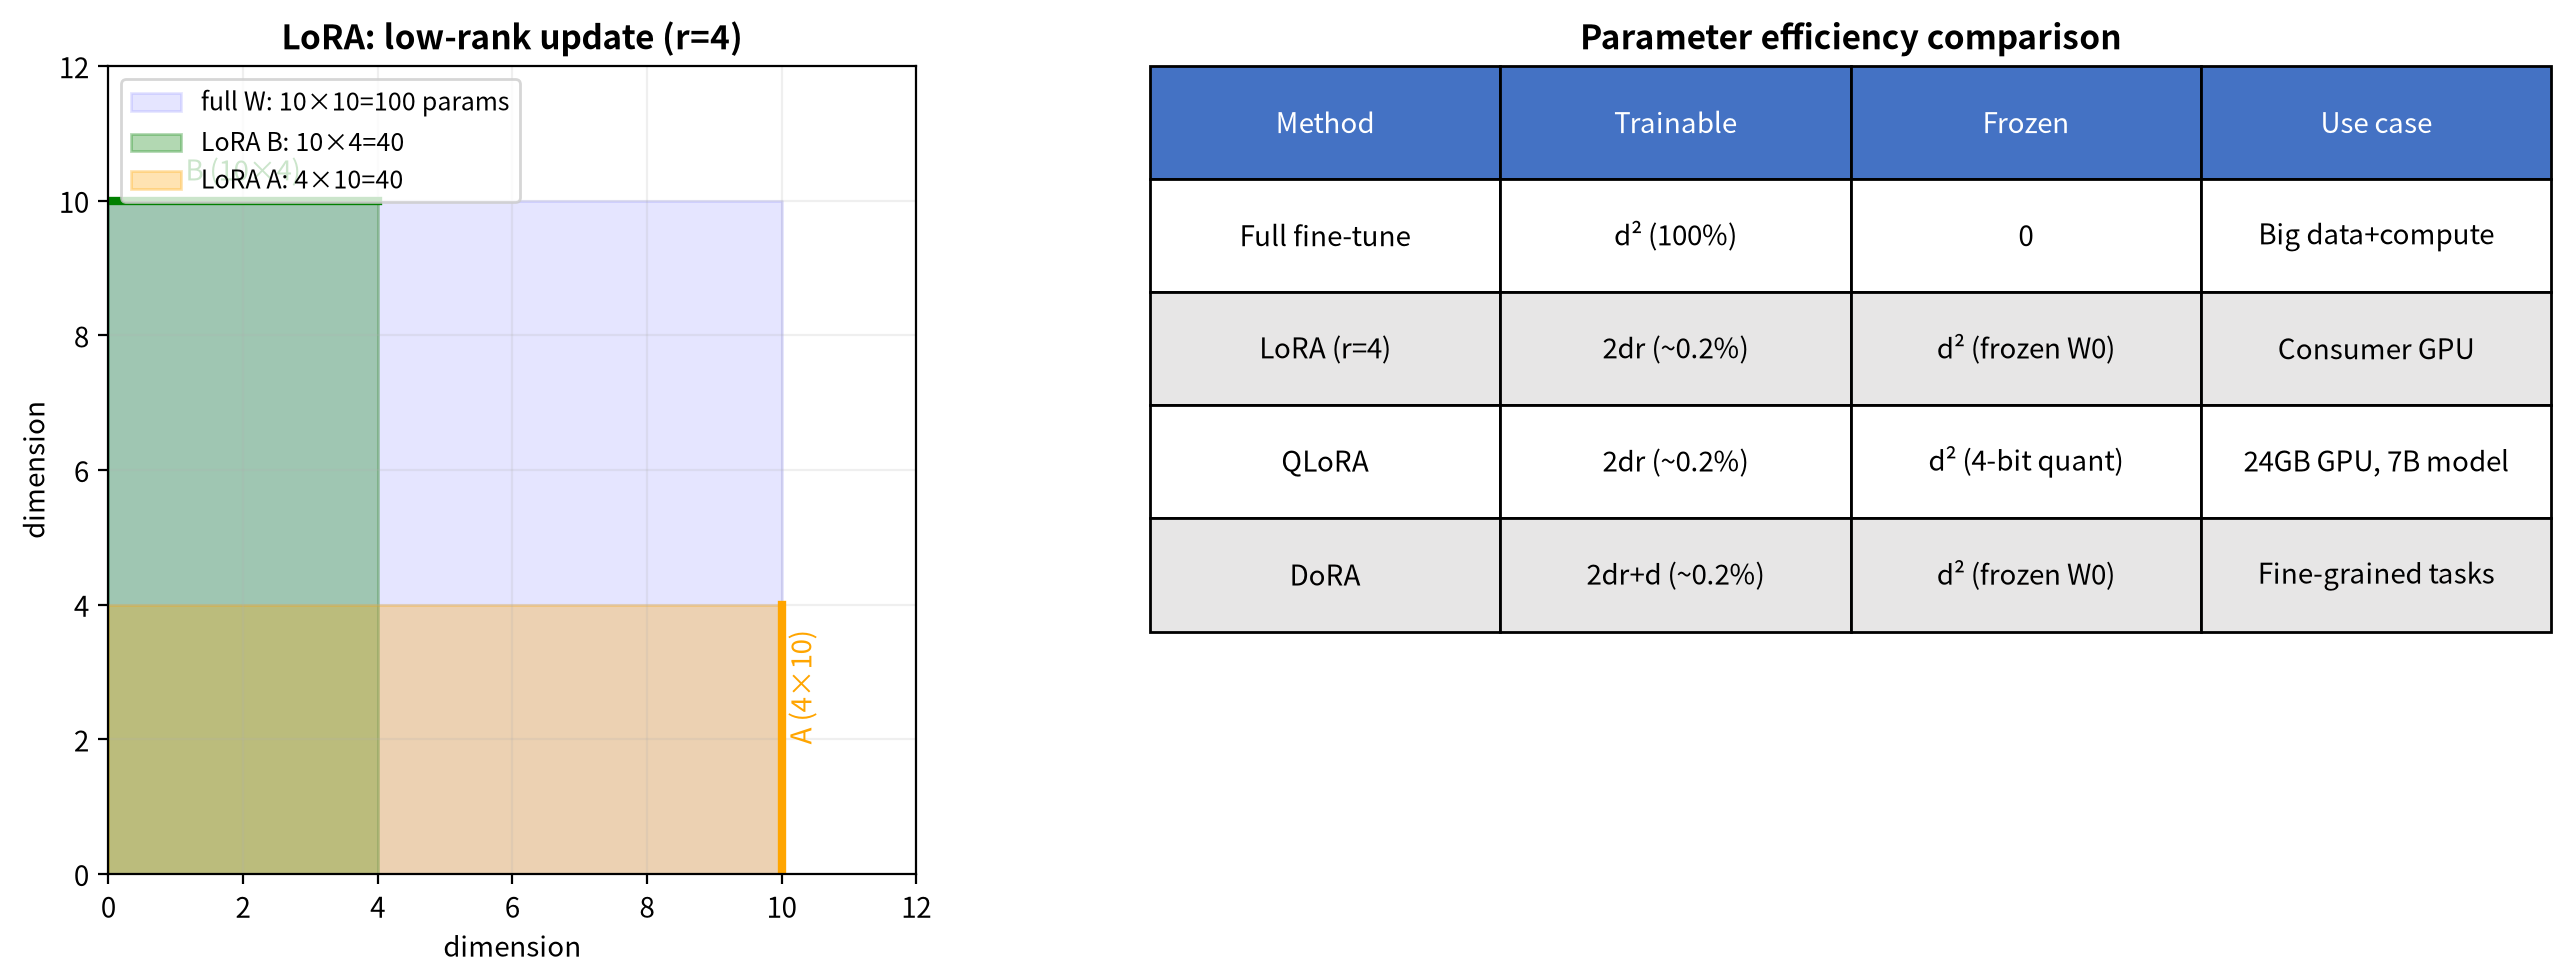 LoRA: low-rank update (r=4)
12
10
8
6
4
2
0
dimension
full W: 10×10=100 params
LoRA B: 10×4=40
B (10×4)
LoRA A: 4×10=40
A (4×10)
0 2 4 6 8 10 12
dimension
Parameter efficiency comparison
Method Trainable Frozen Use case
Full fine-tune d² (100%) 0 Big data+compute
LoRA (r=4) 2dr (~0.2%) d² (frozen W0) Consumer GPU
QLoRA 2dr (~0.2%) d² (4-bit quant) 24GB GPU, 7B model
DoRA 2dr+d (~0.2%) d² (frozen W0) Fine-grained tasks